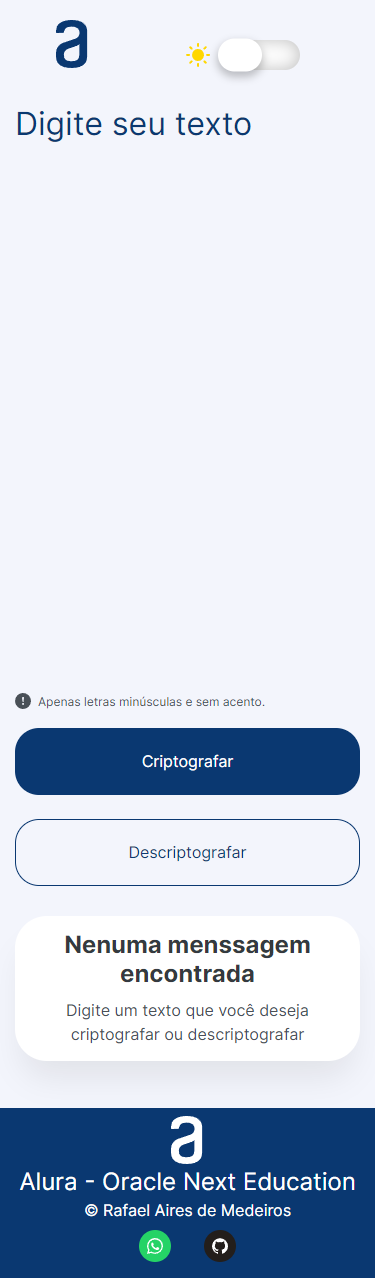 a
Digite seu texto
Apenas letras minúsculas e sem acento.
Criptografar
Descriptografar
Nenuma menssagem
encontrada
Digite um texto que você deseja
criptografar ou descriptografar
a
Alura - Oracle Next Education
© Rafael Aires de Medeiros